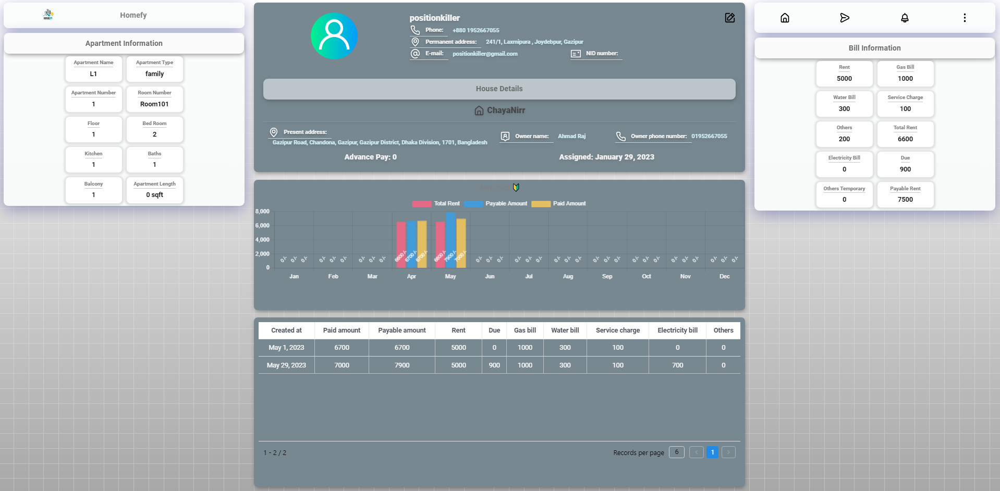 HOMEFY
Homefy
Apartment Information
Apartment Name
L1
Apartment Type
family
Apartment Number
1
Room Number
Room101
Floor
1
Bed Room
2
Kitchen
1
Baths
1
Balcony
1
Apartment Length
0 sqft
positionkiller
Phone: +880 1952667055
Permanent address: 241/1, Laxmipura , Joydebpur, Gazipur
E-mail: positionkiller@gmail.com
NID number:
House Details
ChayaNirr
Present address:
Gazipur Road, Chandona, Gazipur, Gazipur District, Dhaka Division, 1701, Bangladesh
Owner name: Ahmad Raj
Owner phone number: 01952667055
Advance Pay: 0
Assigned: January 29, 2023
Total Rent Payable Amount Paid Amount
8,000
6,000
4,000
2,000
0
0 /- 0 /- 0 /- 0 /- 0 /- 0 /- 0 /- 0 /- 0 /- 6600 /- 6700 /- 6700 /- 6600 /- 7900 /- 7000 /- 0 /- 0 /- 0 /- 0 /- 0 /- 0 /- 0 /- 0 /- 0 /- 0 /- 0 /- 0 /- 0 /- 0 /- 0 /- 0 /- 0 /- 0 /- 0 /- 0 /- 0 /-
Jan Feb Mar Apr May Jun Jul Aug Sep Oct Nov Dec
Created at Paid amount Payable amount Rent Due Gas bill Water bill Service charge Electricity bill Others
May 1, 2023 6700 6700 5000 0 1000 300 100 0 0
May 29, 2023 7000 7900 5000 900 1000 300 100 700 0
1 - 2 / 2
Records per page 6 1
Bill Information
Rent
5000
Gas Bill
1000
Water Bill
300
Service Charge
100
Others
200
Total Rent
6600
Electricity Bill
0
Due
900
Others Temporary
0
Payable Rent
7500